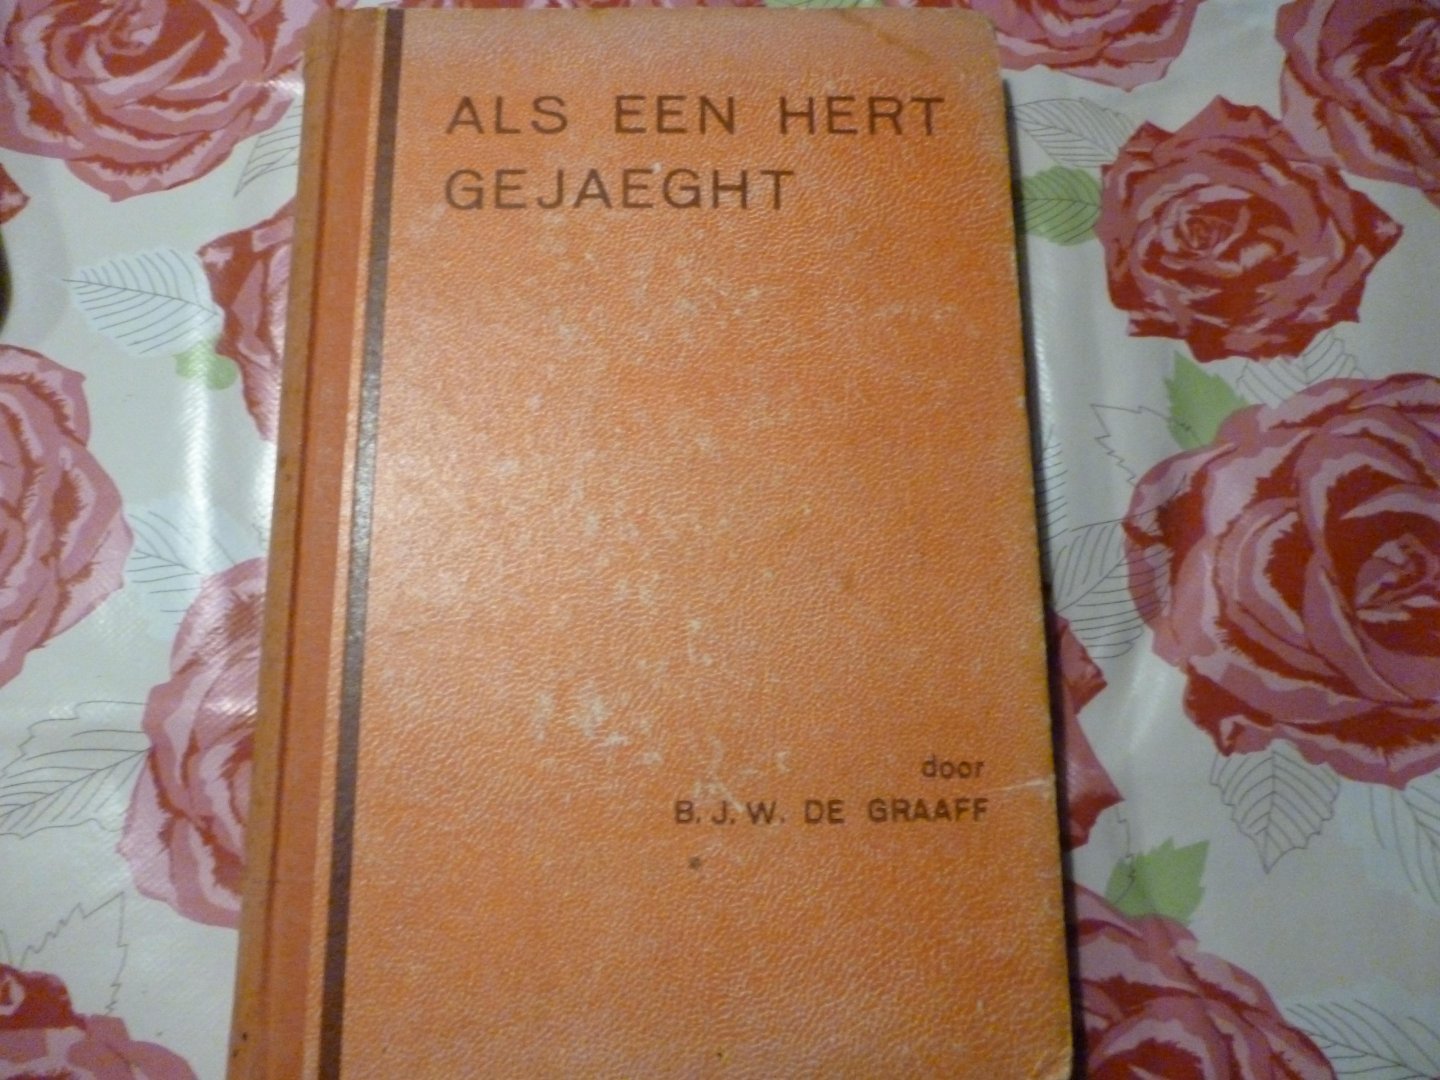 ALS EEN HERT
GEJAEGHT
door
B. J. W. DE GRAAFF